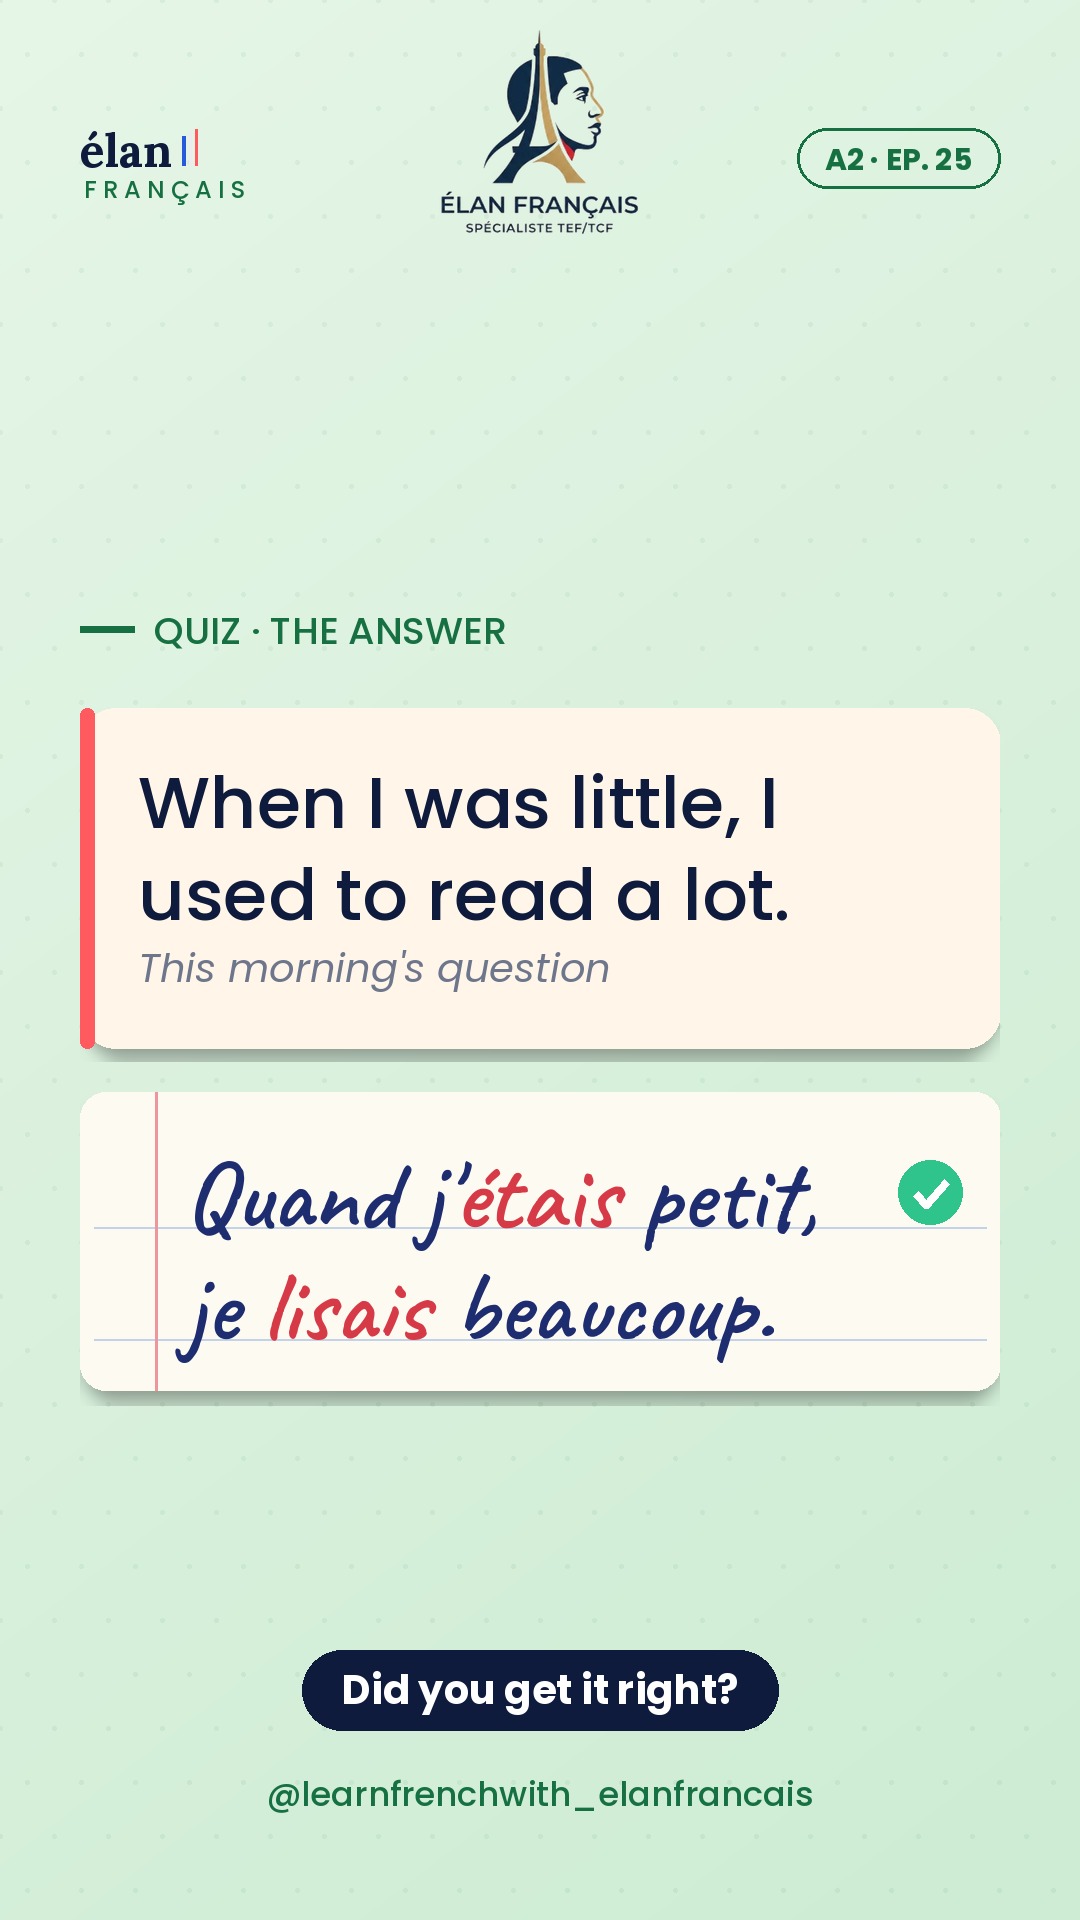 élan
FRANÇAIS
ÉLAN FRANÇAIS
SPÉCIALISTE TEF/TCF
A2 · EP. 25
QUIZ · THE ANSWER
When I was little, I
used to read a lot.
This morning's question
Quand j'étais petit,
je lisais beaucoup.
Did you get it right?
@learnfrenchwith_elanfrancais